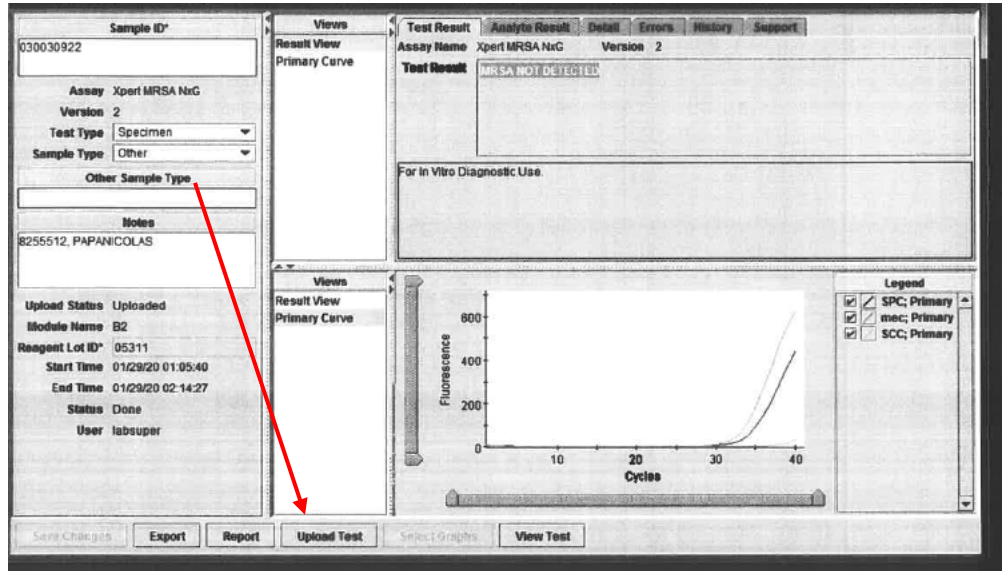 Sample ID*
030030922
Assay Xpert MRSA NxG
Version 2
Test Type Specimen
Sample Type Other
Other Sample Type
Notes
8255512, PAPANICOLAS
Upload Status Uploaded
Module Name B2
Reagent Lot ID* 05311
Start Time 01/29/20 01:05:40
End Time 01/29/20 02:14:27
Status Done
User labsuper
Views
Result View
Primary Curve
Test Result Analyte Result Detail Errors History Support
Assay Name Xpert MRSA NxG Version 2
Test Result MRSA NOT DETECTED
For In Vitro Diagnostic Use.
Views
Result View
Primary Curve
600
400
200
0
Fluorescence
10 20 30 40
Cycles
Legend
SPC; Primary
mec; Primary
SCC; Primary
Save Changes Export Report Upload Test Select Graphs View Test